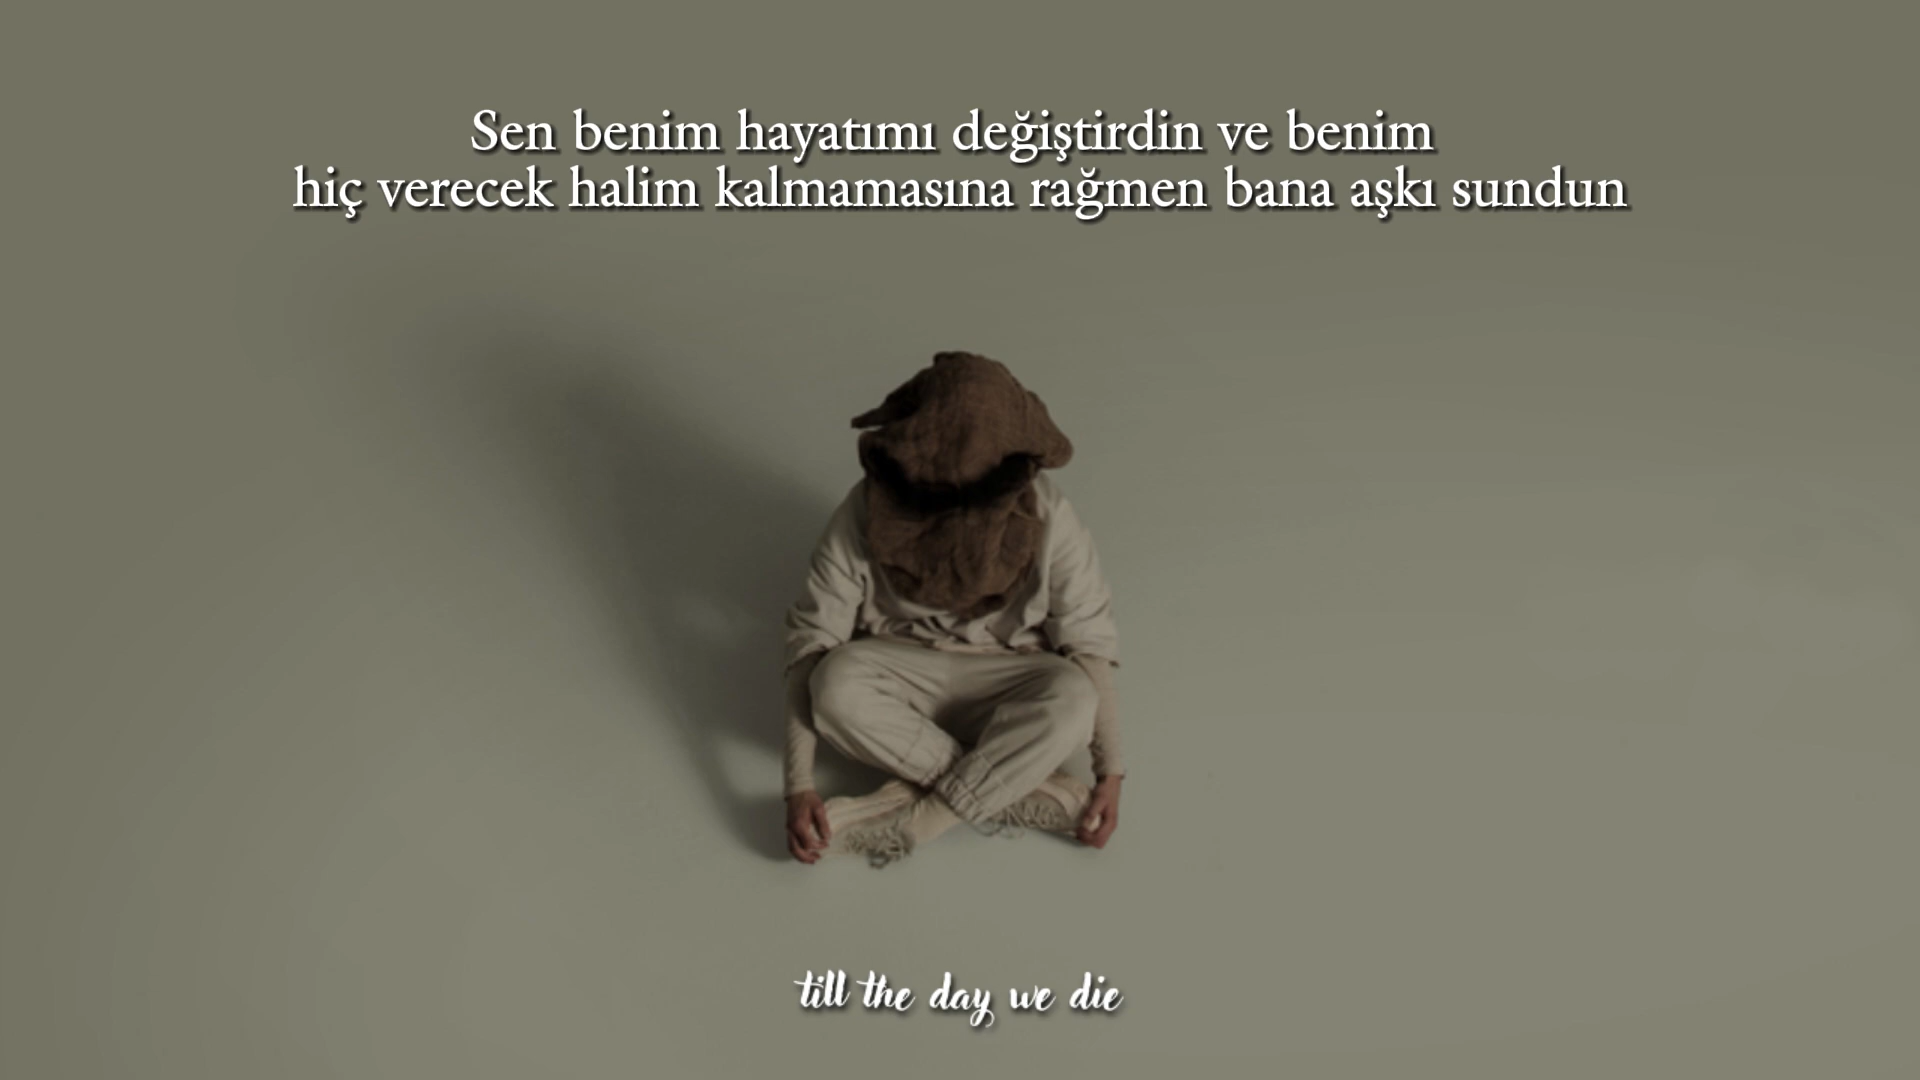 Sen benim hayatımı değiştirdin ve benim
hiç verecek halim kalmamasına rağmen bana aşkı sundun
till the day we die